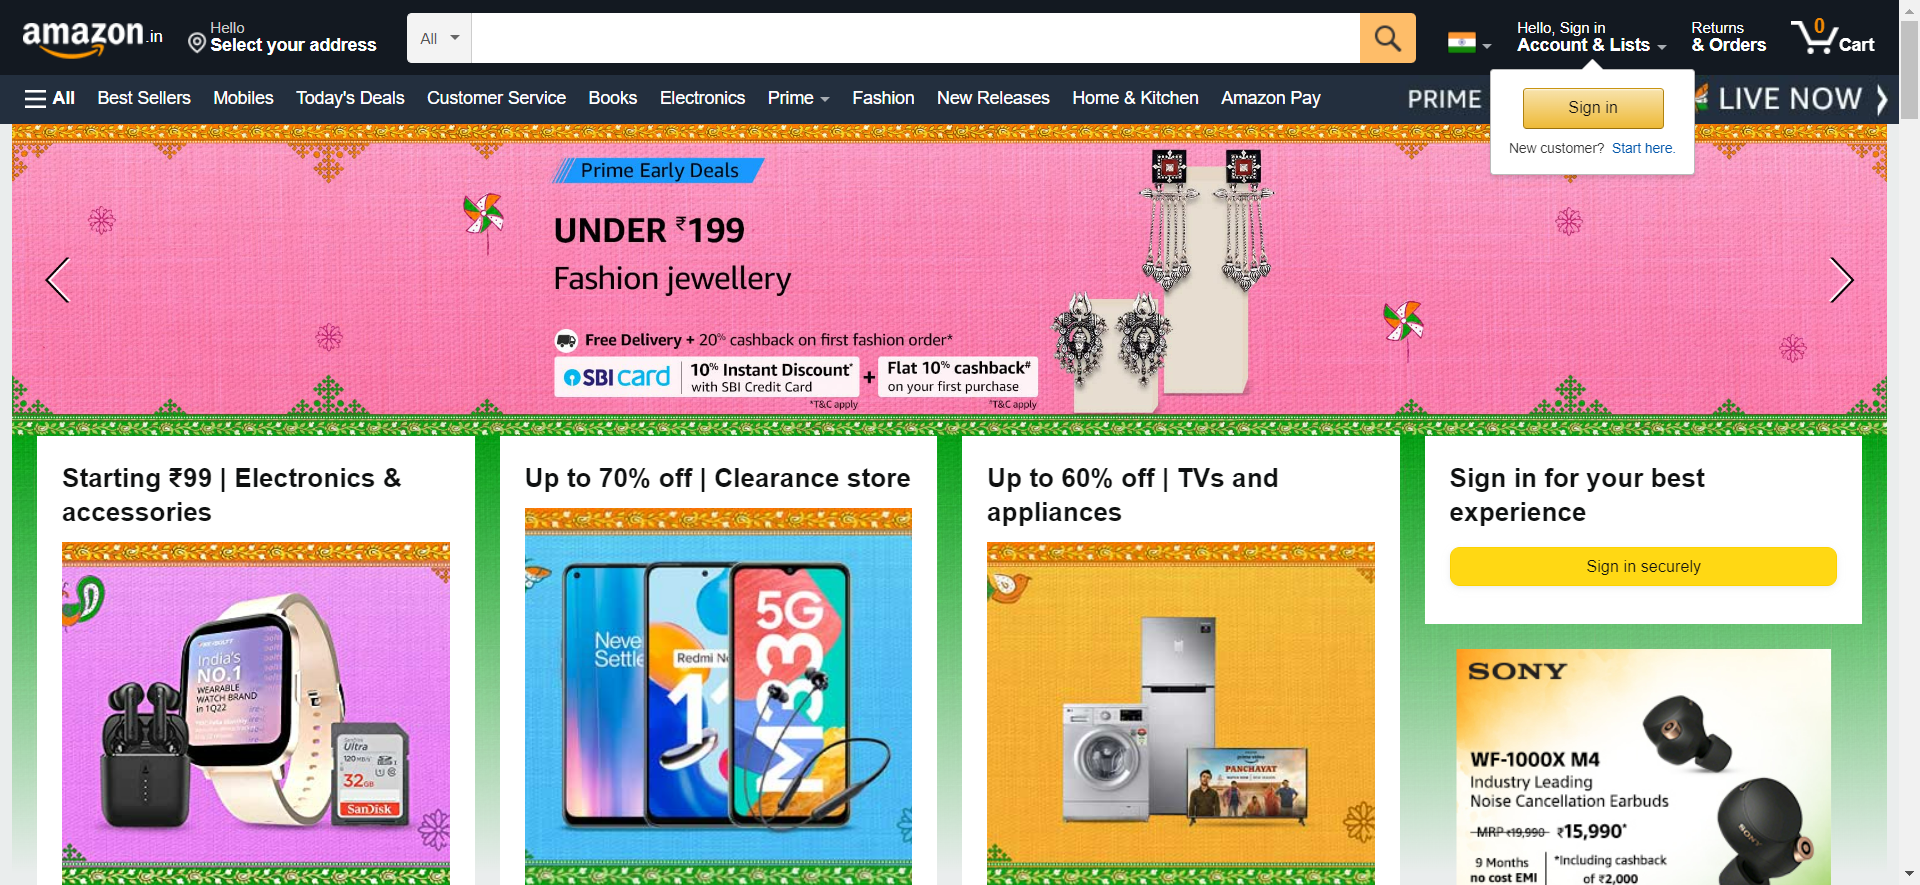 amazon.in
Hello
Select your address
All
Hello, Sign in
Account & Lists
Returns
& Orders
0
Cart
All
Best Sellers
Mobiles
Today's Deals
Customer Service
Books
Electronics
Prime
Fashion
New Releases
Home & Kitchen
Amazon Pay
PRIME
LIVE NOW
Sign in
New customer? Start here.
Prime Early Deals
UNDER ₹199
Fashion jewellery
Free Delivery + 20% cashback on first fashion order*
SBI card
10% Instant Discount*
with SBI Credit Card
*T&C apply
+
Flat 10% cashback#
on your first purchase
#T&C apply
Starting ₹99 | Electronics &
accessories
India's
NO.1
WEARABLE
WATCH BRAND
in 1Q22
Ultra
120 MB/s
32GB
SanDisk
Up to 70% off | Clearance store
Never
Settle
Redmi No
11
5G
M33
Up to 60% off | TVs and
appliances
prime video
PANCHAYAT
Sign in for your best
experience
Sign in securely
SONY
WF-1000X M4
Industry Leading
Noise Cancellation Earbuds
MRP ₹19,990 ₹15,990*
9 Months
no cost EMI
*Including cashback
of ₹2,000
SONY